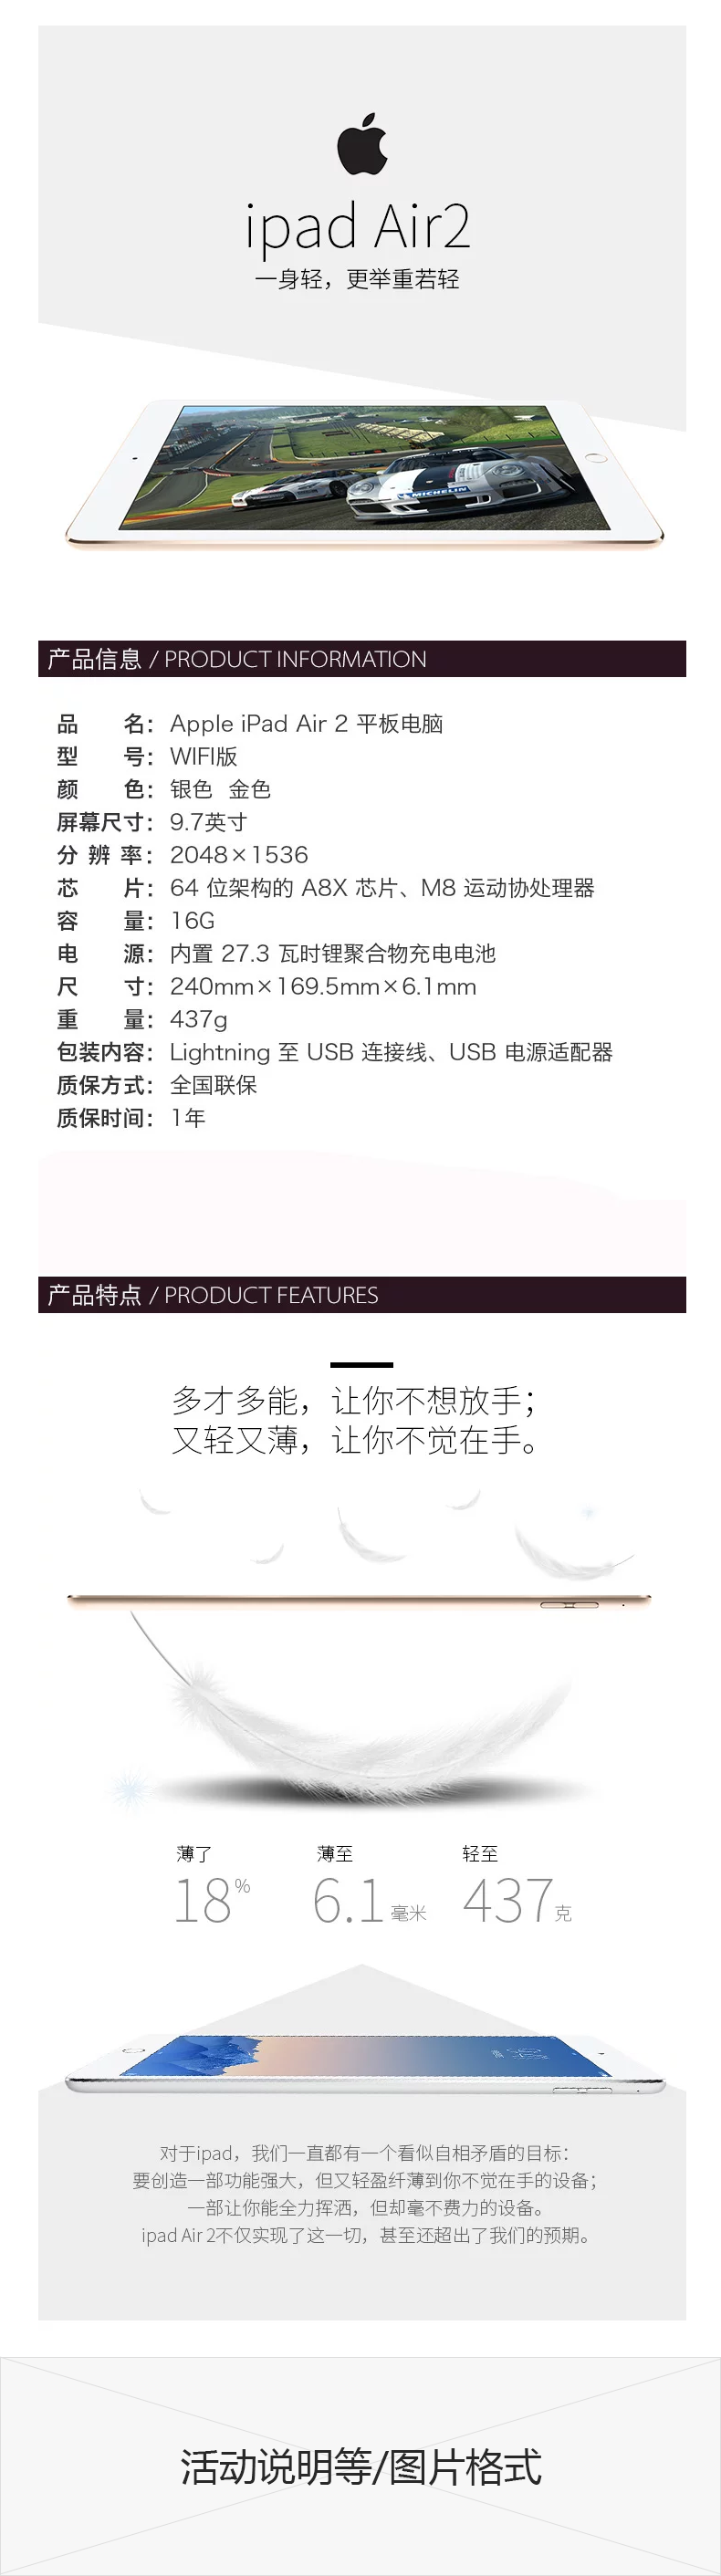 ipad Air2
一身轻，更举重若轻
MICHELIN
产品信息 / PRODUCT INFORMATION
品 名： Apple iPad Air 2 平板电脑
型 号： WIFI版
颜 色： 银色 金色
屏幕尺寸： 9.7英寸
分 辨 率： 2048×1536
芯 片： 64 位架构的 A8X 芯片、M8 运动协处理器
容 量： 16G
电 源： 内置 27.3 瓦时锂聚合物充电电池
尺 寸： 240mm×169.5mm×6.1mm
重 量： 437g
包装内容： Lightning 至 USB 连接线、USB 电源适配器
质保方式： 全国联保
质保时间： 1年
产品特点 / PRODUCT FEATURES
多才多能，让你不想放手；
又轻又薄，让你不觉在手。
薄了 薄至 轻至
18% 6.1毫米 437克
对于ipad，我们一直都有一个看似自相矛盾的目标：
要创造一部功能强大，但又轻盈纤薄到你不觉在手的设备；
一部让你能全力挥洒，但却毫不费力的设备。
ipad Air 2不仅实现了这一切，甚至还超出了我们的预期。
活动说明等/图片格式